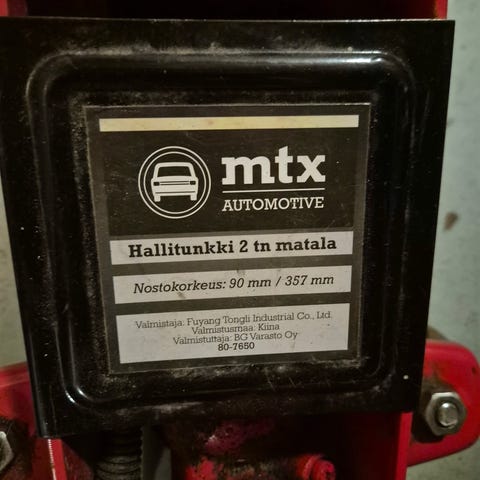 mtx
AUTOMOTIVE
Hallitunkki 2 tn matala
Nostokorkeus: 90 mm / 357 mm
Valmistaja: Fuyang Tongli Industrial Co., Ltd.
Valmistusmaa: Kiina
Valmistuttaja: BG Varasto Oy
80-7650